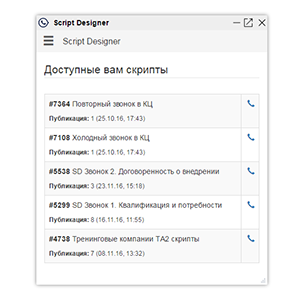 Script Designer
Script Designer
Доступные вам скрипты
#7364 Повторный звонок в КЦ
Публикация: 1 (25.10.16, 17:43)
#7108 Холодный звонок в КЦ
Публикация: 1 (25.10.16, 17:43)
#5538 SD Звонок 2. Договоренность о внедрении
Публикация: 3 (23.11.16, 15:18)
#5299 SD Звонок 1. Квалификация и потребности
Публикация: 8 (16.11.16, 11:55)
#4738 Тренинговые компании ТА2 скрипты
Публикация: 7 (08.11.16, 13:32)